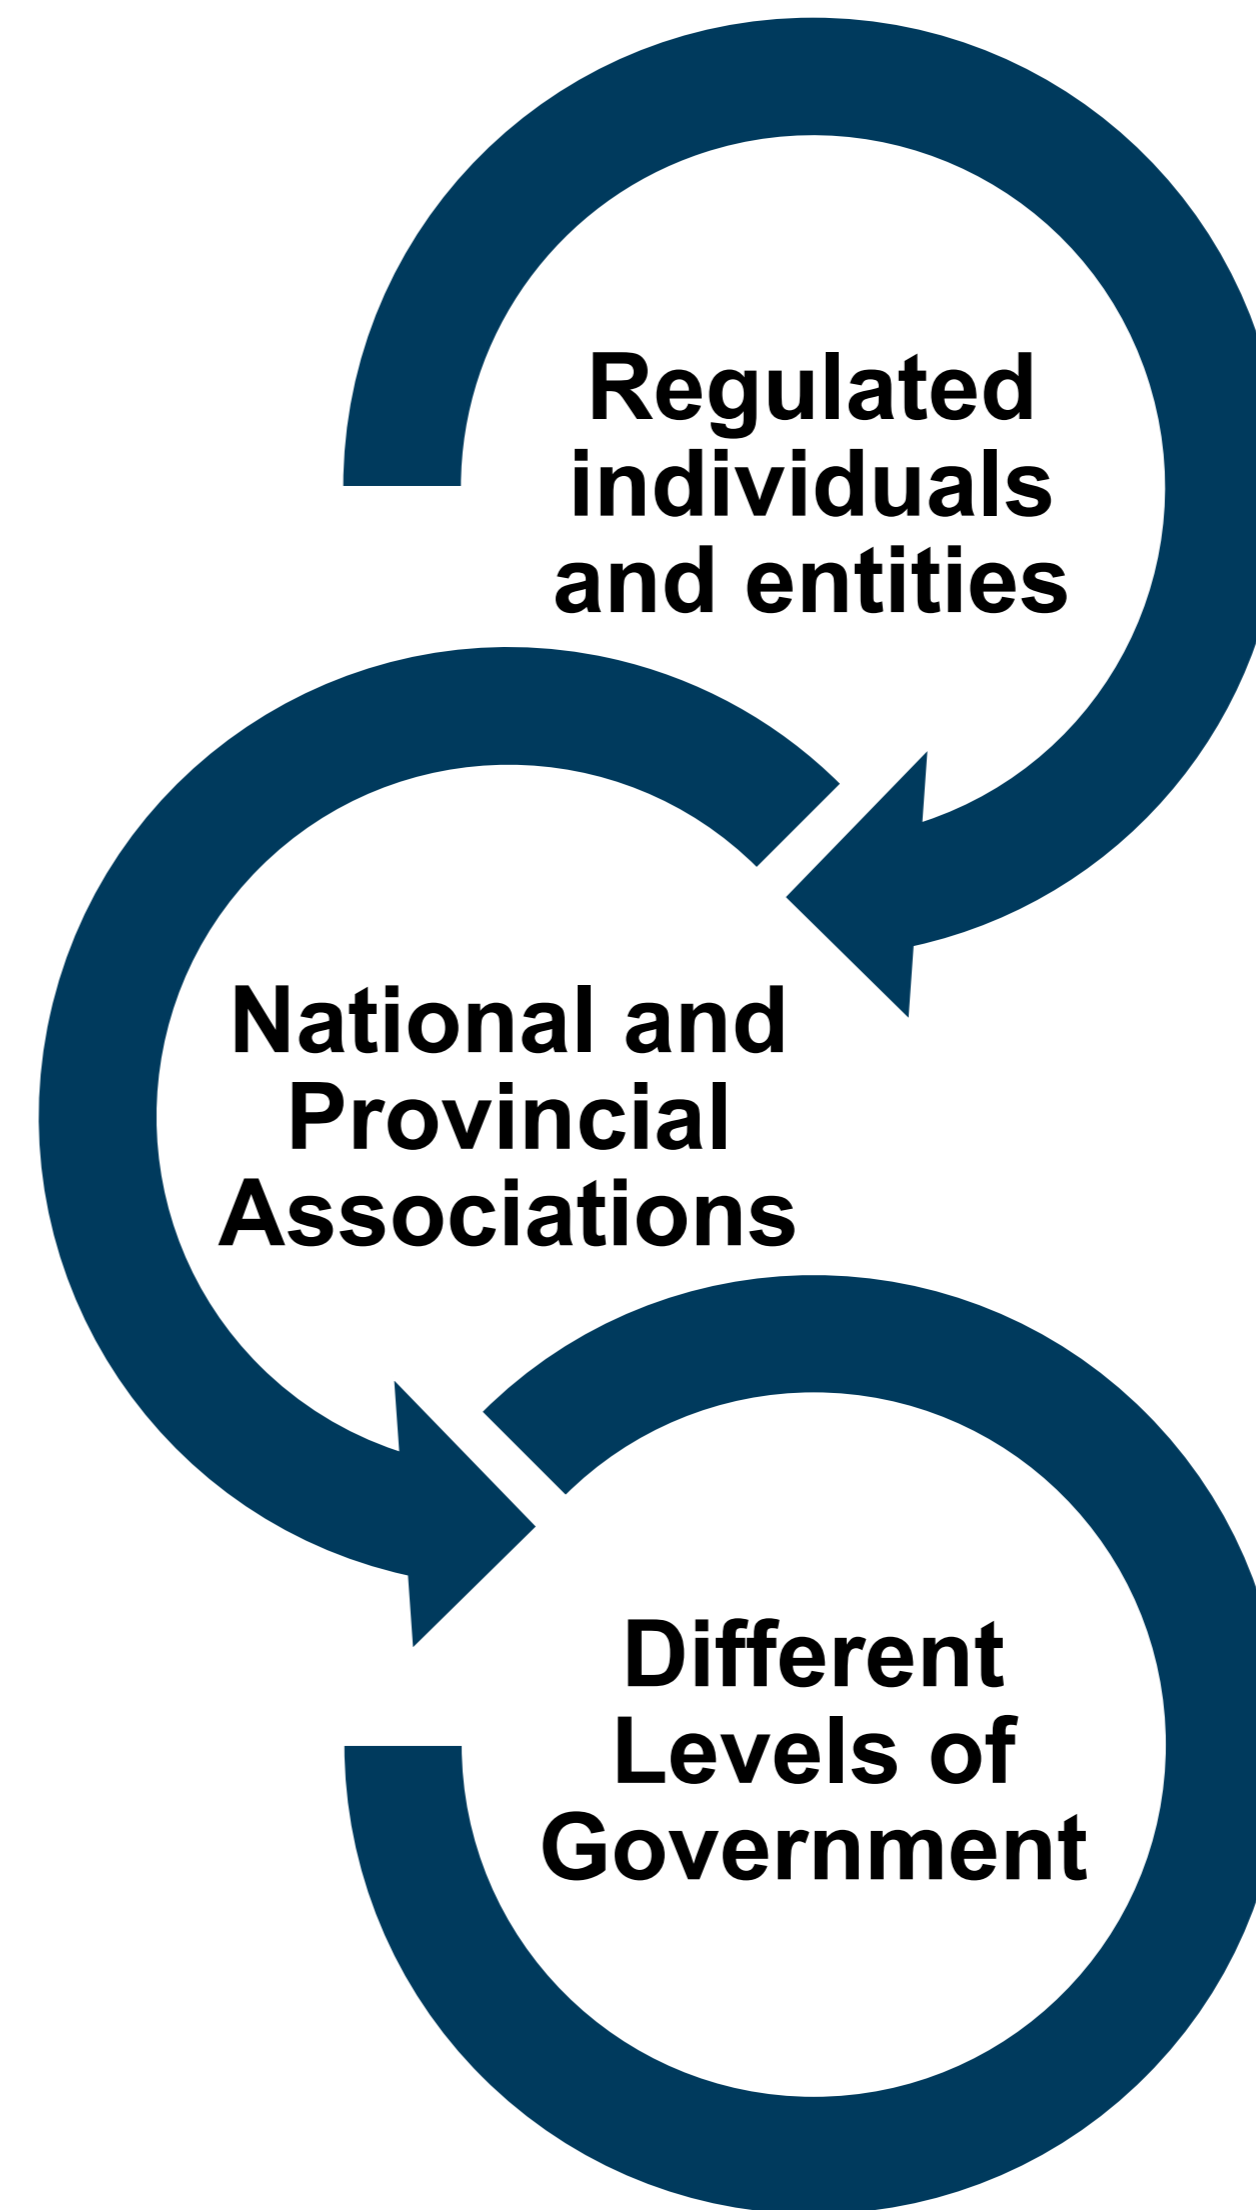 Regulated
individuals
and entities
National and
Provincial
Associations
Different
Levels of
Government